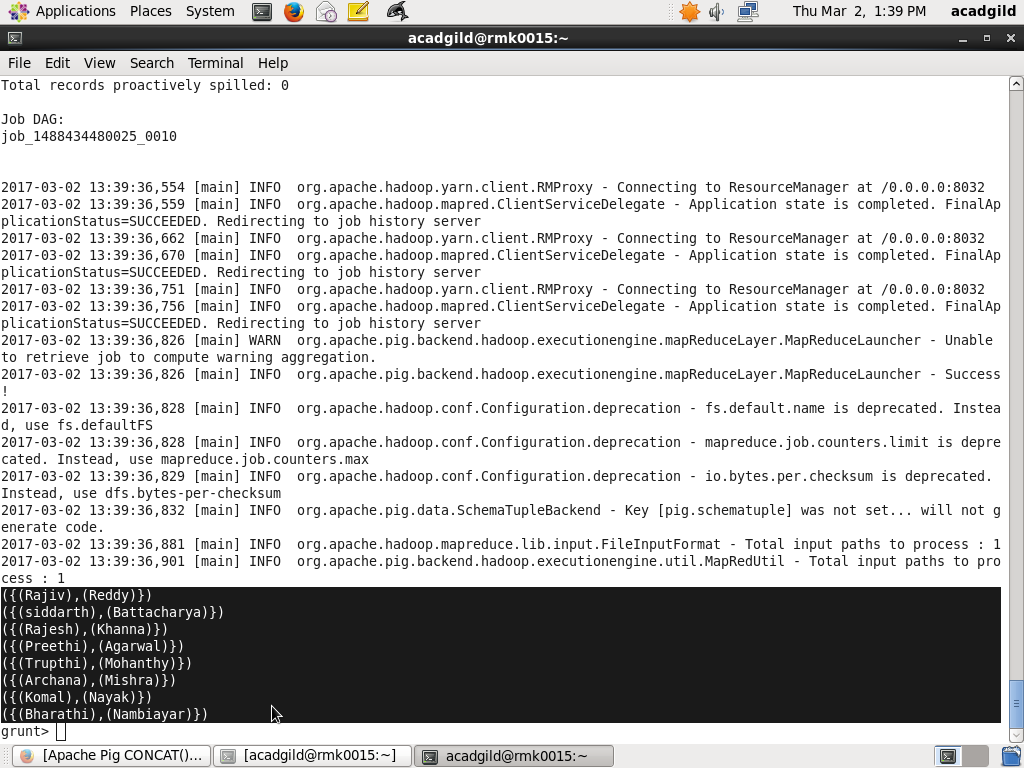 Applications Places System Thu Mar 2, 1:39 PM acadgild
acadgild@rmk0015:~
File Edit View Search Terminal Help
Total records proactively spilled: 0
Job DAG:
job_1488434480025_0010
2017-03-02 13:39:36,554 [main] INFO  org.apache.hadoop.yarn.client.RMProxy - Connecting to ResourceManager at /0.0.0.0:8032
2017-03-02 13:39:36,559 [main] INFO  org.apache.hadoop.mapred.ClientServiceDelegate - Application state is completed. FinalAp
plicationStatus=SUCCEEDED. Redirecting to job history server
2017-03-02 13:39:36,662 [main] INFO  org.apache.hadoop.yarn.client.RMProxy - Connecting to ResourceManager at /0.0.0.0:8032
2017-03-02 13:39:36,670 [main] INFO  org.apache.hadoop.mapred.ClientServiceDelegate - Application state is completed. FinalAp
plicationStatus=SUCCEEDED. Redirecting to job history server
2017-03-02 13:39:36,751 [main] INFO  org.apache.hadoop.yarn.client.RMProxy - Connecting to ResourceManager at /0.0.0.0:8032
2017-03-02 13:39:36,756 [main] INFO  org.apache.hadoop.mapred.ClientServiceDelegate - Application state is completed. FinalAp
plicationStatus=SUCCEEDED. Redirecting to job history server
2017-03-02 13:39:36,826 [main] WARN  org.apache.pig.backend.hadoop.executionengine.mapReduceLayer.MapReduceLauncher - Unable
to retrieve job to compute warning aggregation.
2017-03-02 13:39:36,826 [main] INFO  org.apache.pig.backend.hadoop.executionengine.mapReduceLayer.MapReduceLauncher - Success
!
2017-03-02 13:39:36,828 [main] INFO  org.apache.hadoop.conf.Configuration.deprecation - fs.default.name is deprecated. Instea
d, use fs.defaultFS
2017-03-02 13:39:36,828 [main] INFO  org.apache.hadoop.conf.Configuration.deprecation - mapreduce.job.counters.limit is depre
cated. Instead, use mapreduce.job.counters.max
2017-03-02 13:39:36,829 [main] INFO  org.apache.hadoop.conf.Configuration.deprecation - io.bytes.per.checksum is deprecated.
Instead, use dfs.bytes-per-checksum
2017-03-02 13:39:36,832 [main] INFO  org.apache.pig.data.SchemaTupleBackend - Key [pig.schematuple] was not set... will not g
enerate code.
2017-03-02 13:39:36,881 [main] INFO  org.apache.hadoop.mapreduce.lib.input.FileInputFormat - Total input paths to process : 1
2017-03-02 13:39:36,901 [main] INFO  org.apache.pig.backend.hadoop.executionengine.util.MapRedUtil - Total input paths to pro
cess : 1
({(Rajiv),(Reddy)})
({(siddarth),(Battacharya)})
({(Rajesh),(Khanna)})
({(Preethi),(Agarwal)})
({(Trupthi),(Mohanthy)})
({(Archana),(Mishra)})
({(Komal),(Nayak)})
({(Bharathi),(Nambiayar)})
grunt>
[Apache Pig CONCAT()... [acadgild@rmk0015:~] acadgild@rmk0015:~